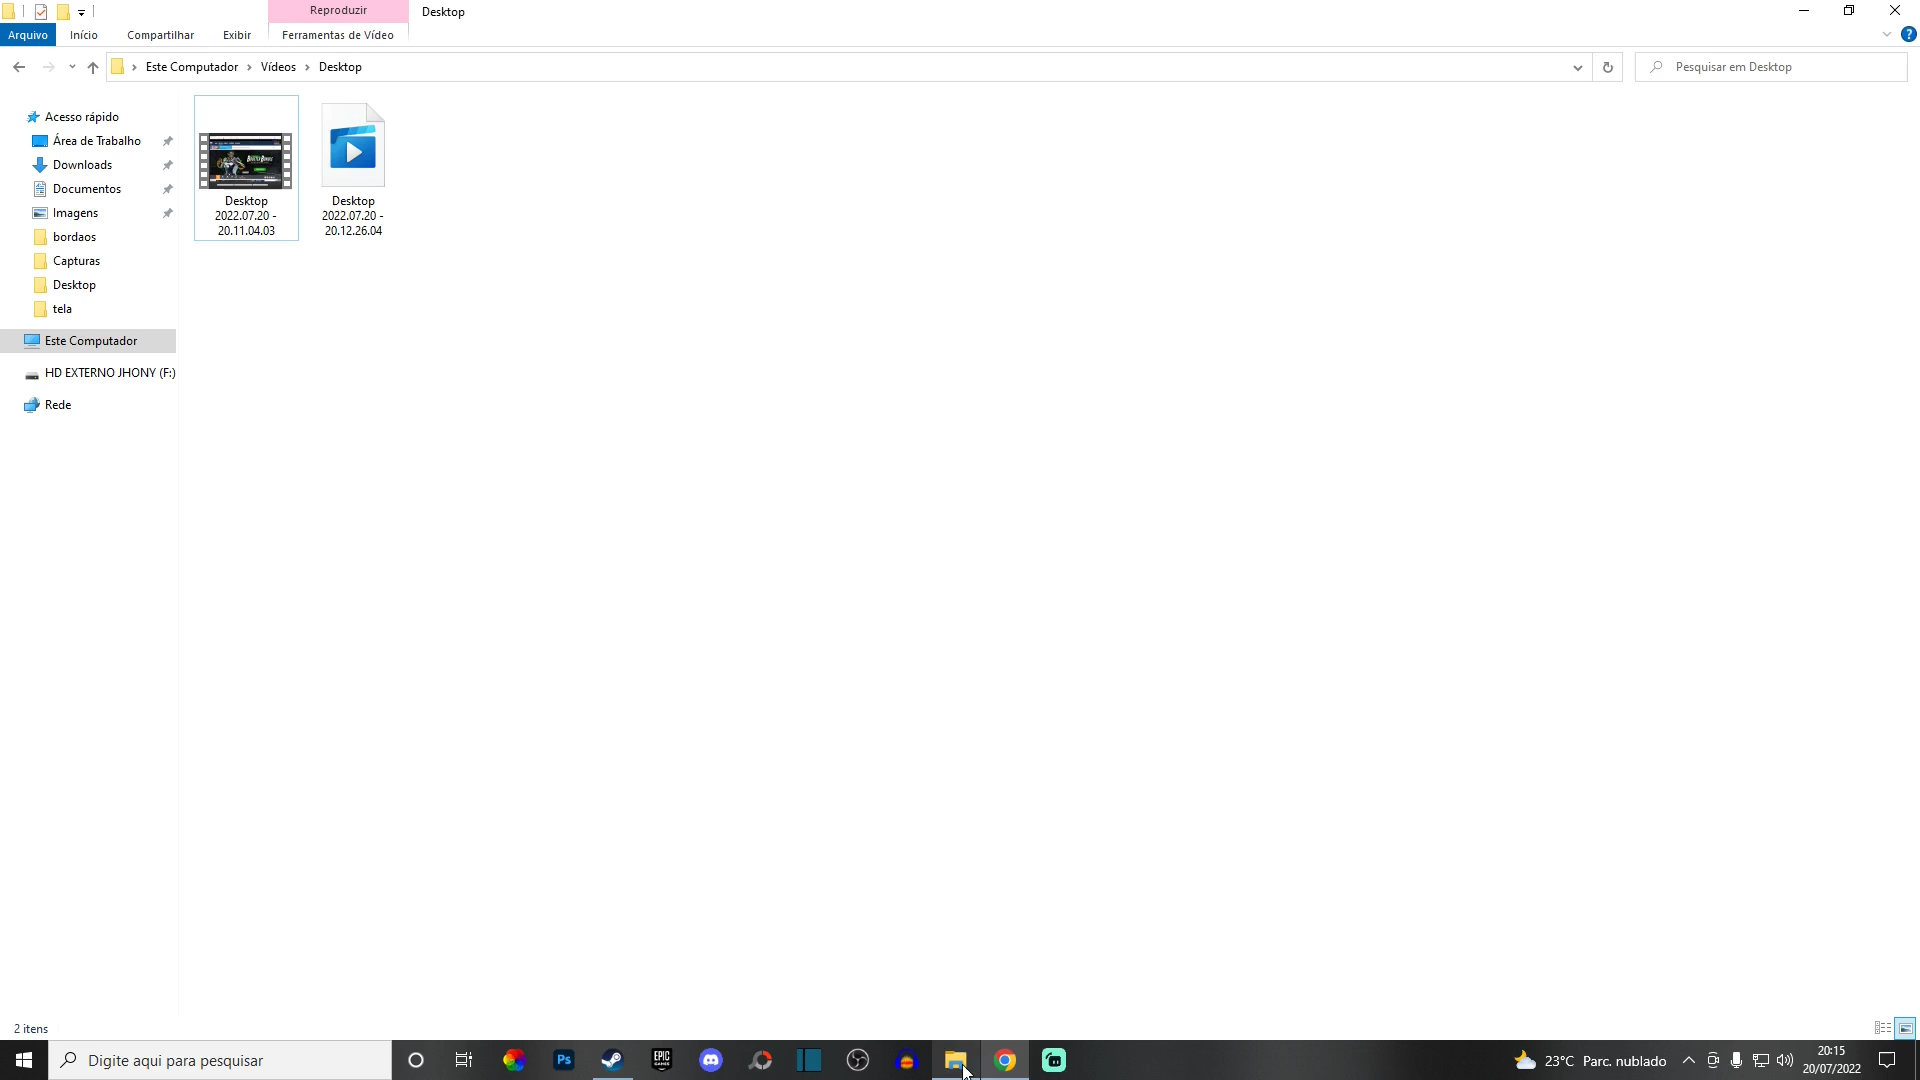 Reproduzir
Desktop
Arquivo
Início
Compartilhar
Exibir
Ferramentas de Vídeo
Este Computador
Vídeos
Desktop
Pesquisar em Desktop
Acesso rápido
Área de Trabalho
Downloads
Documentos
Imagens
bordaos
Capturas
Desktop
tela
Este Computador
HD EXTERNO JHONY (F:)
Rede
Desktop
2022.07.20 -
20.11.04.03
Desktop
2022.07.20 -
20.12.26.04
2 itens
Digite aqui para pesquisar
Ps
EPIC
GAMES
23°C Parc. nublado
20:15
20/07/2022